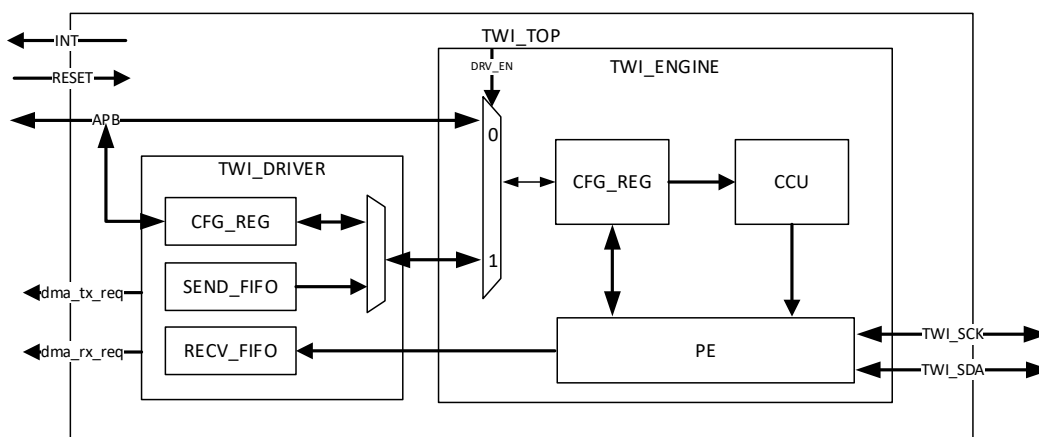 INT
TWI_TOP
DRV_EN
TWI_ENGINE
RESET
APB
0
TWI_DRIVER
CFG_REG
CCU
CFG_REG
1
SEND_FIFO
dma_tx_req
RECV_FIFO
dma_rx_req
PE
TWI_SCK
TWI_SDA